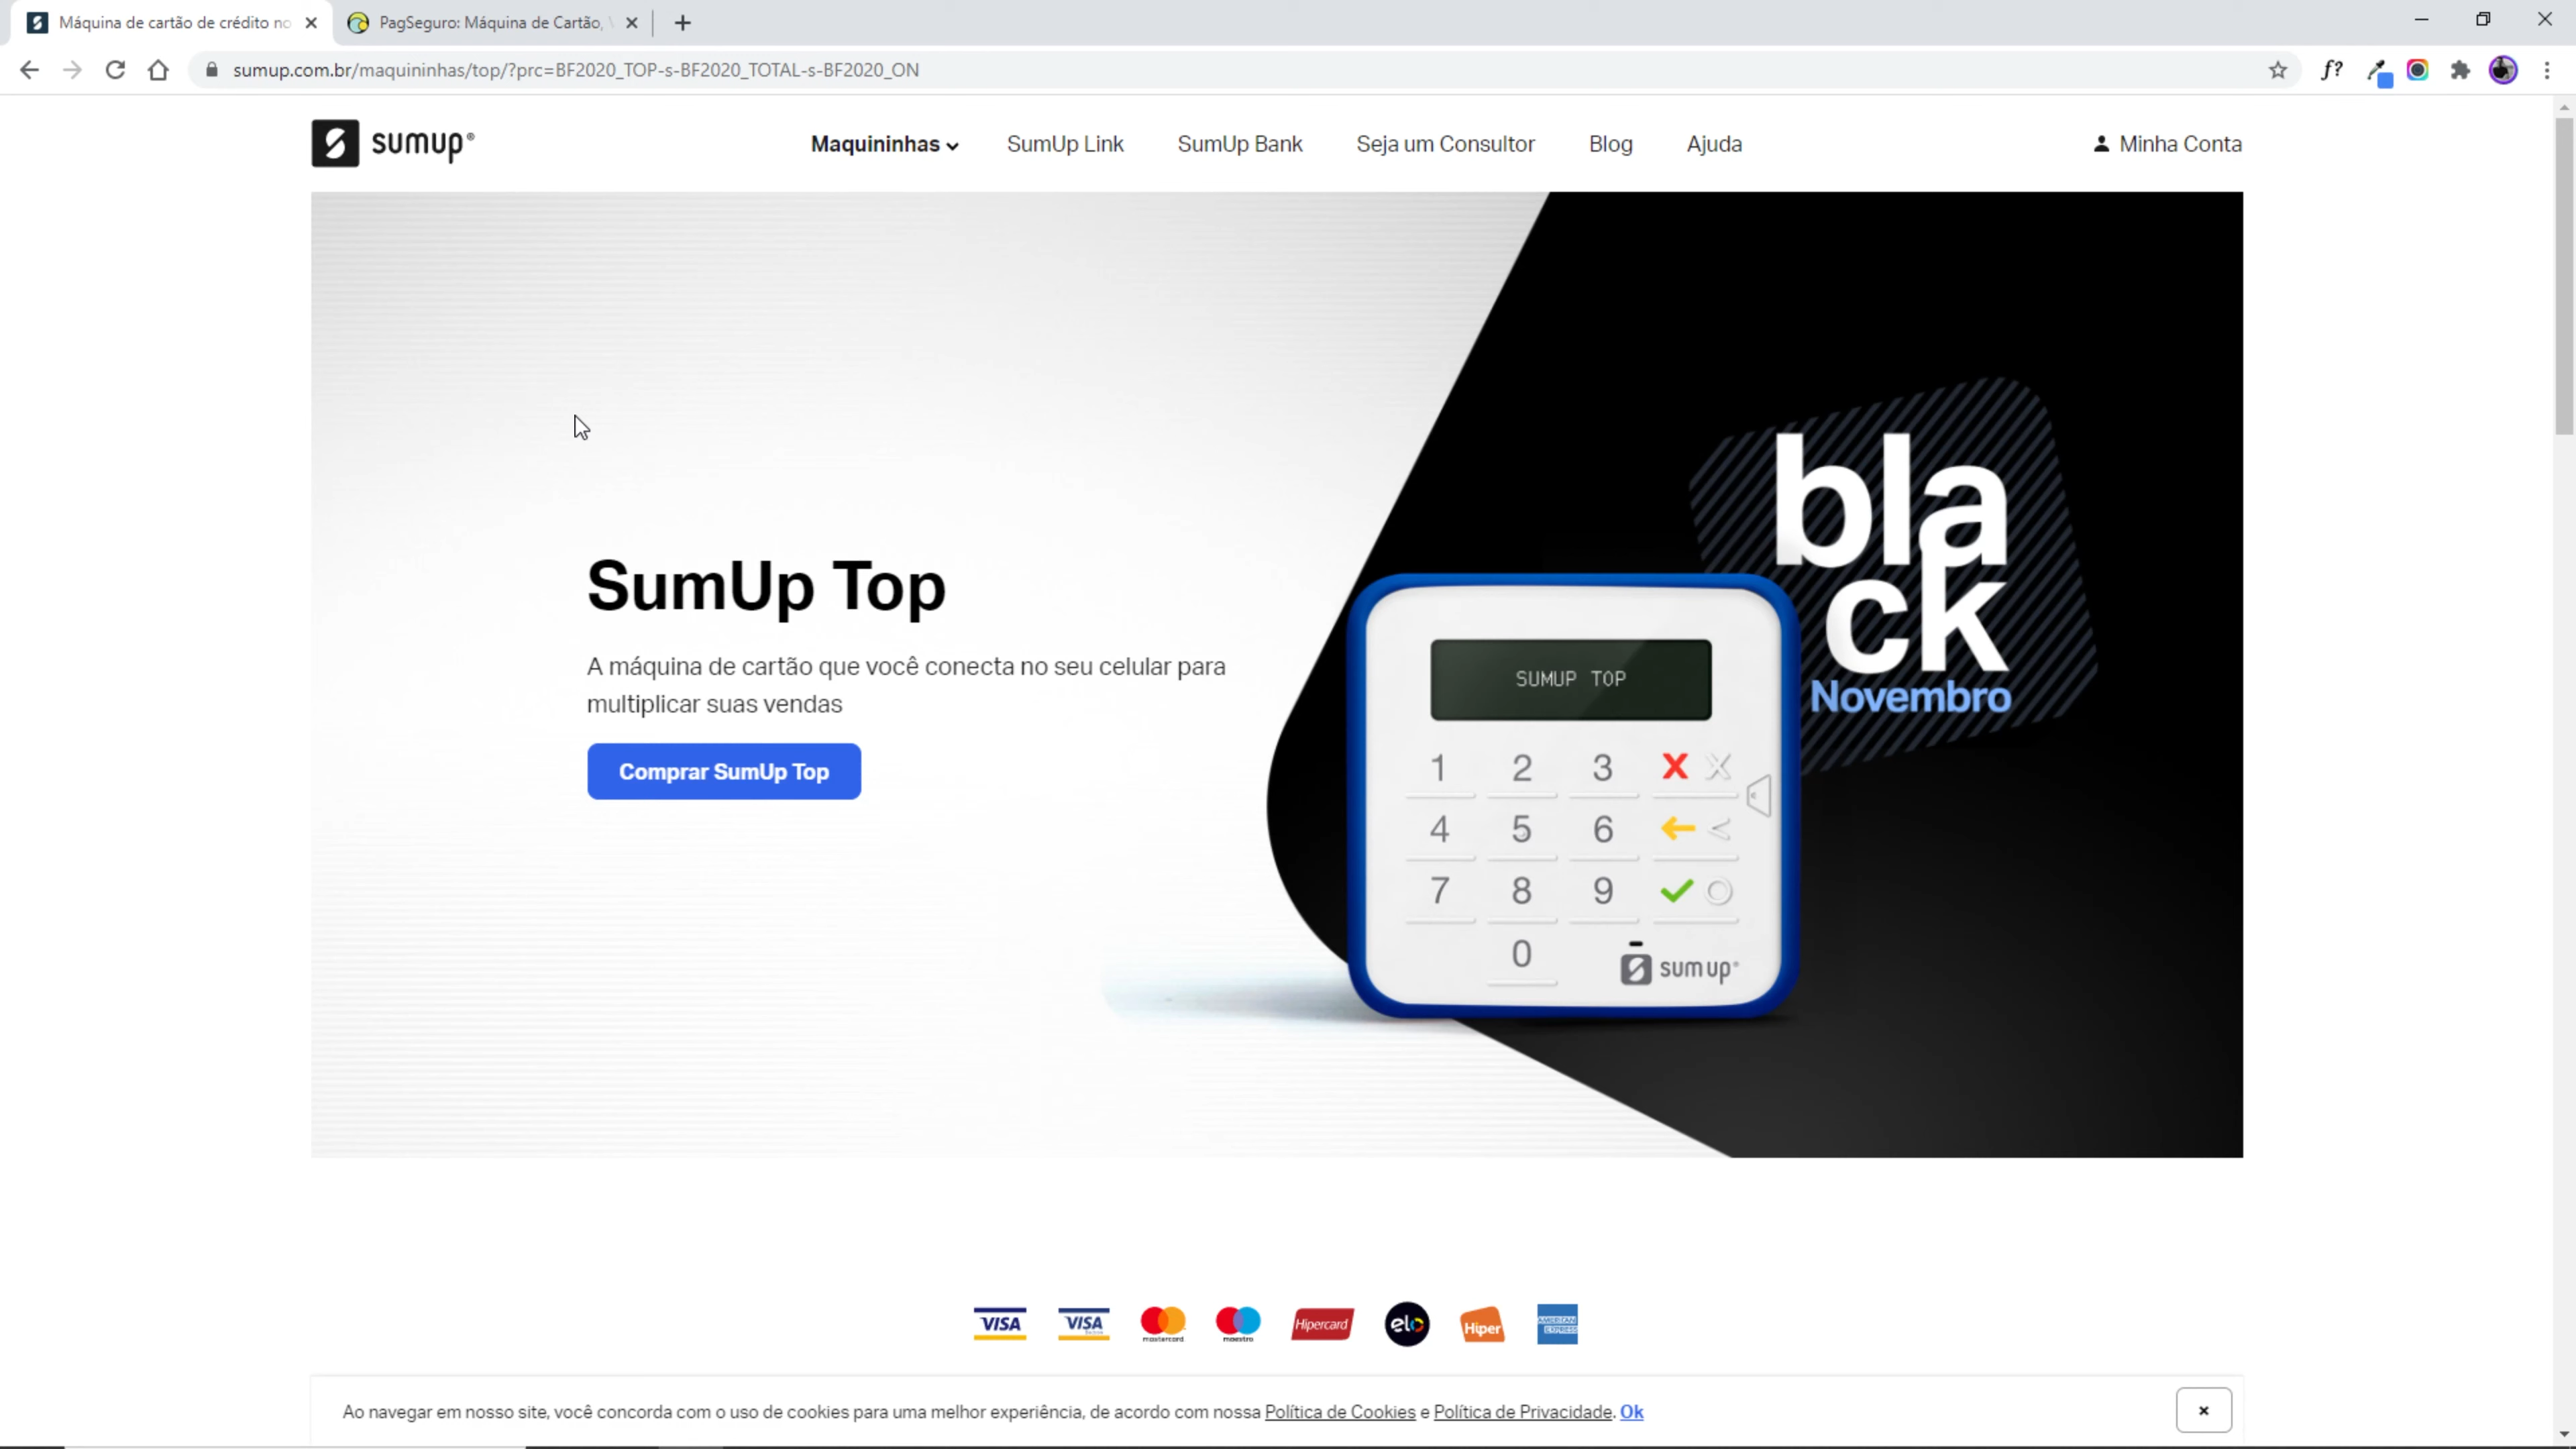 Máquina de cartão de crédito no
PagSeguro: Máquina de Cartão,
sumup.com.br/maquininhas/top/?prc=BF2020_TOP-s-BF2020_TOTAL-s-BF2020_ON
f?
sumup®
Maquininhas
SumUp Link
SumUp Bank
Seja um Consultor
Blog
Ajuda
Minha Conta
bla
ck
Novembro
SumUp Top
A máquina de cartão que você conecta no seu celular para
multiplicar suas vendas
Comprar SumUp Top
SUMUP TOP
1 2 3
4 5 6
7 8 9
0
sumup®
VISA
VISA
mastercard
maestro
Hipercard
elo
Hiper
AMERICAN
EXPRESS
Ao navegar em nosso site, você concorda com o uso de cookies para uma melhor experiência, de acordo com nossa Política de Cookies e Política de Privacidade. Ok